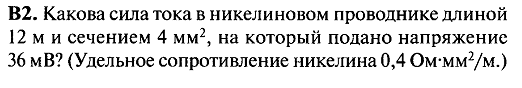 В2. Какова сила тока в никелиновом проводнике длиной
12 м и сечением 4 мм², на который подано напряжение
36 мВ? (Удельное сопротивление никелина 0,4 Ом·мм²/м.)